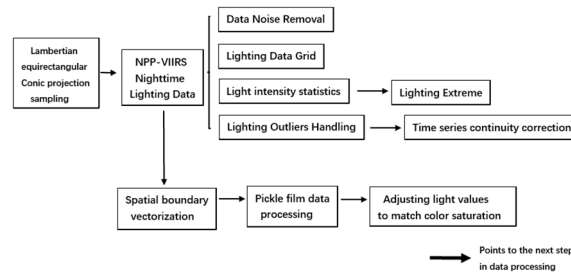 Lambertian
equirectangular
Conic projection
sampling
NPP-VIIRS
Nighttime
Lighting Data
Data Noise Removal
Lighting Data Grid
Light intensity statistics
Lighting Extreme
Lighting Outliers Handling
Time series continuity correction
Spatial boundary
vectorization
Pickle film data
processing
Adjusting light values
to match color saturation
Points to the next step
in data processing